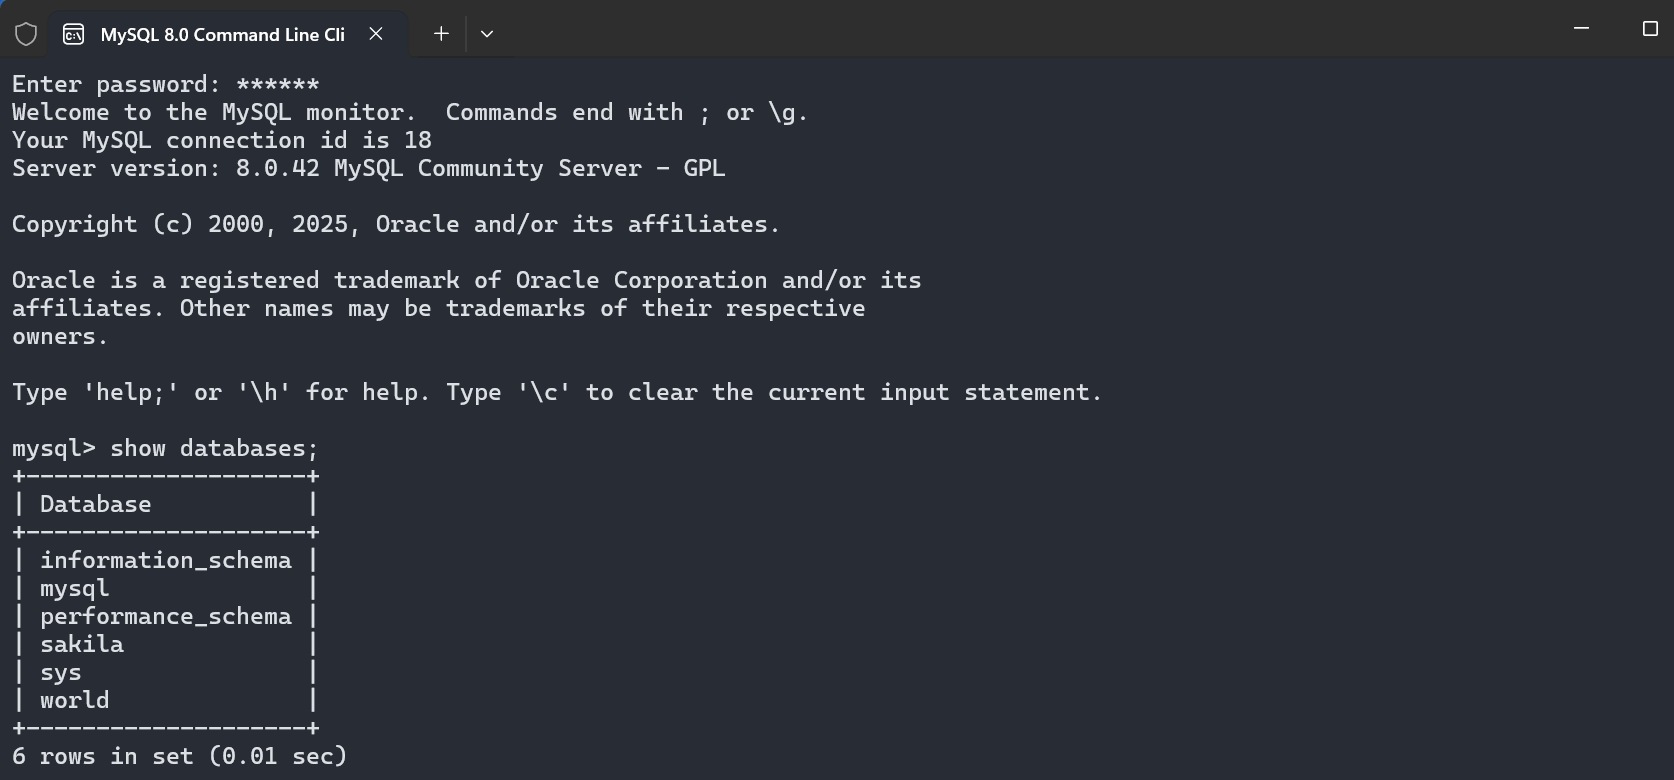 MySQL 8.0 Command Line Cli
Enter password: ******
Welcome to the MySQL monitor.  Commands end with ; or \g.
Your MySQL connection id is 18
Server version: 8.0.42 MySQL Community Server - GPL
Copyright (c) 2000, 2025, Oracle and/or its affiliates.
Oracle is a registered trademark of Oracle Corporation and/or its
affiliates. Other names may be trademarks of their respective
owners.
Type 'help;' or '\h' for help. Type '\c' to clear the current input statement.
mysql> show databases;
+--------------------+
| Database           |
+--------------------+
| information_schema |
| mysql              |
| performance_schema |
| sakila             |
| sys                |
| world              |
+--------------------+
6 rows in set (0.01 sec)